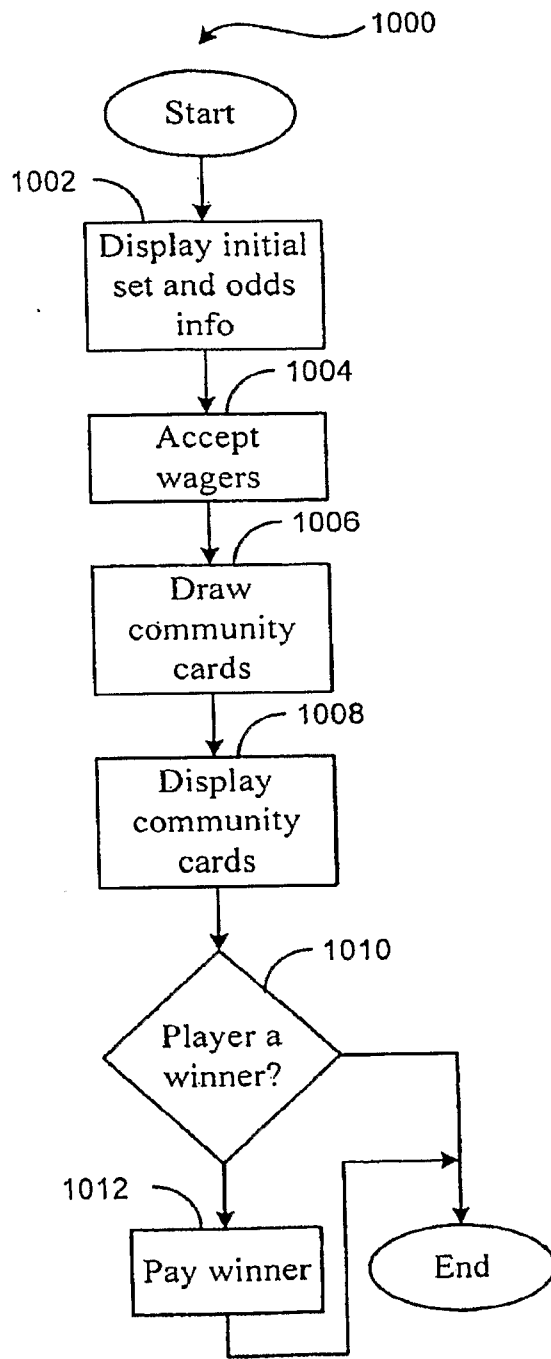 1000
Start
1002
Display initial
set and odds
info
1004
Accept
wagers
1006
Draw
community
cards
1008
Display
community
cards
1010
Player a
winner?
1012
Pay winner
End